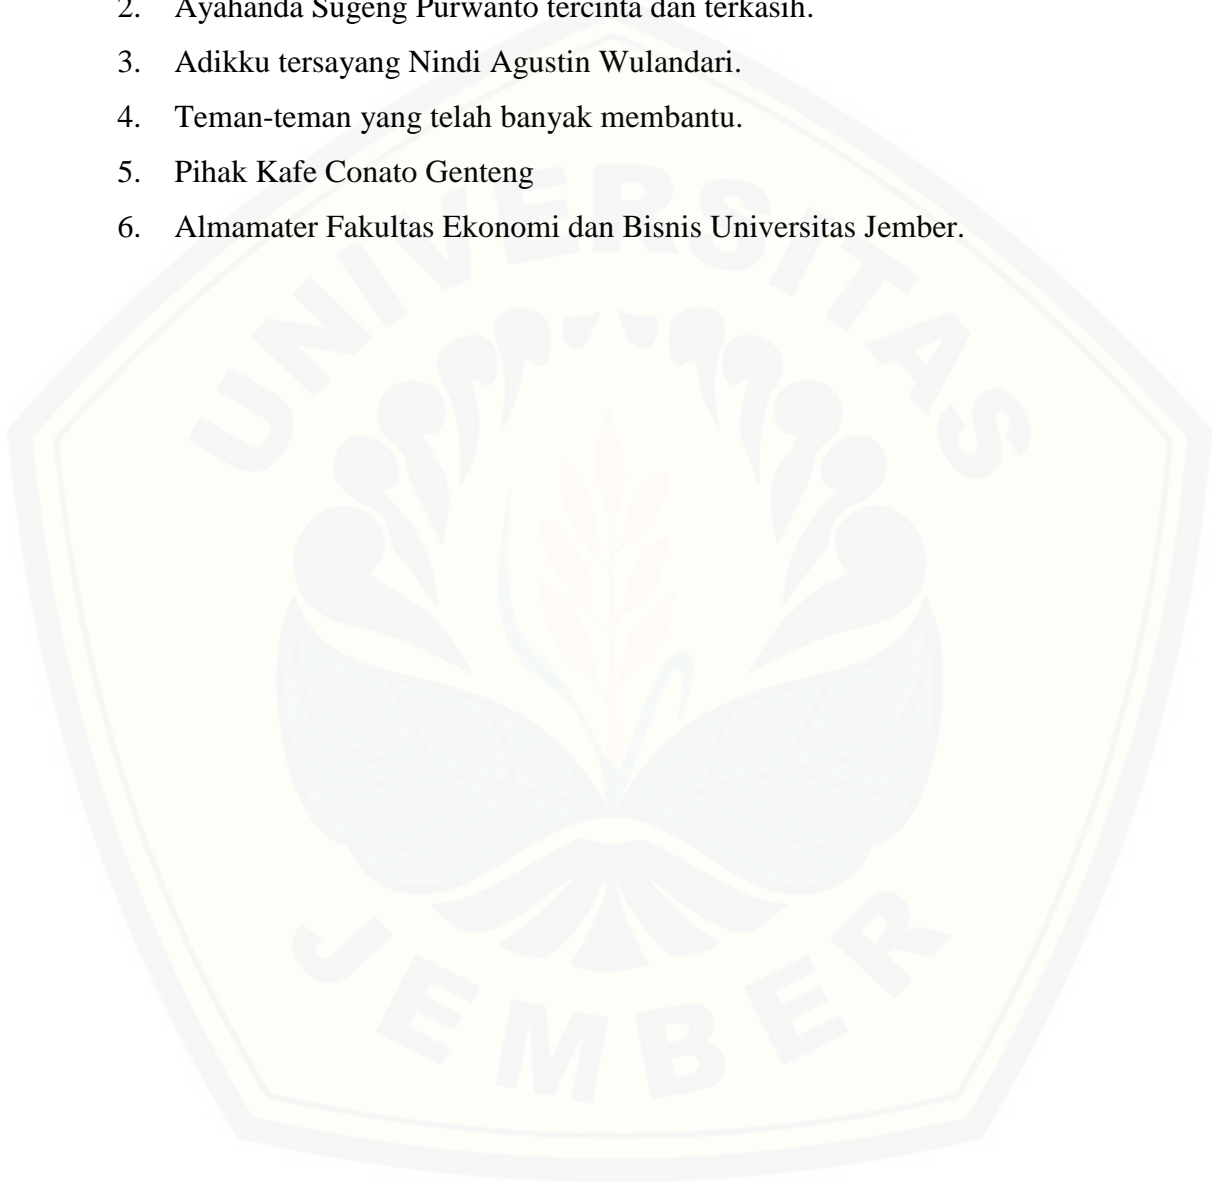 2. Ayahanda Sugeng Purwanto tercinta dan terkasih.
3. Adikku tersayang Nindi Agustin Wulandari.
4. Teman-teman yang telah banyak membantu.
5. Pihak Kafe Conato Genteng
6. Almamater Fakultas Ekonomi dan Bisnis Universitas Jember.
UNIVERSITAS
JEMBER